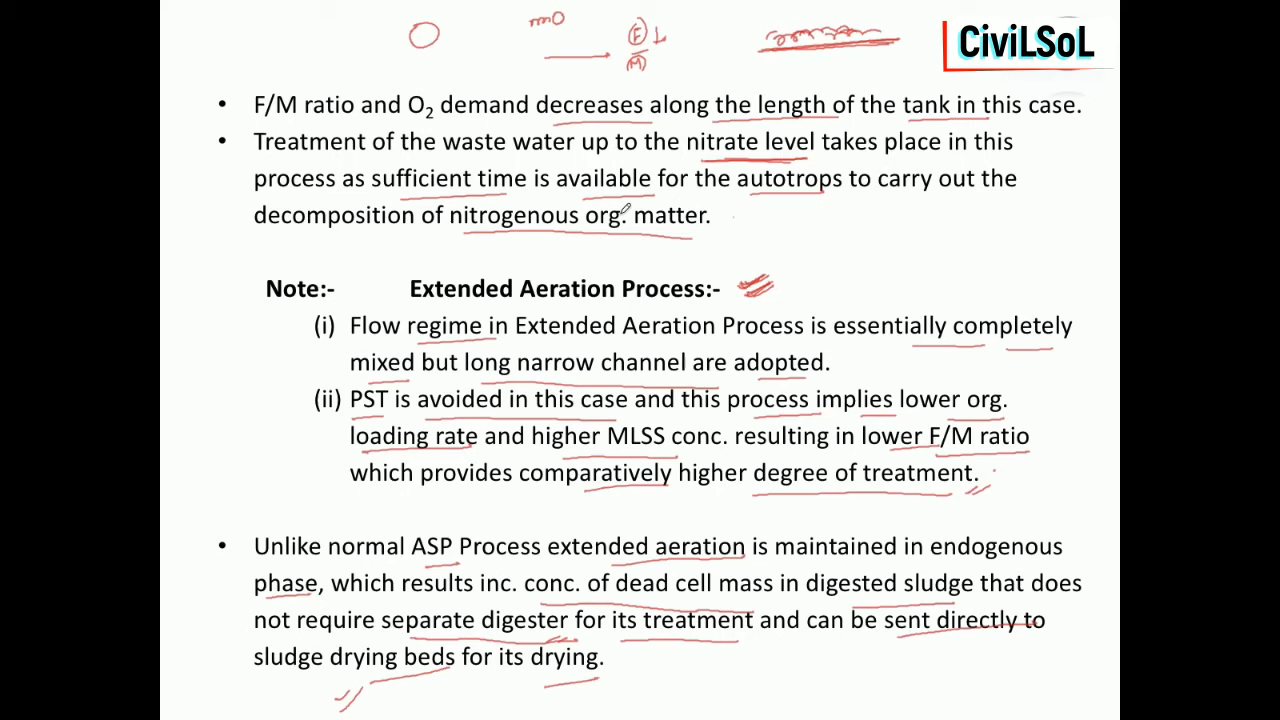 F
M
CiviLSoL
• F/M ratio and O2 demand decreases along the length of the tank in this case.
• Treatment of the waste water up to the nitrate level takes place in this
process as sufficient time is available for the autotrops to carry out the
decomposition of nitrogenous org. matter.
Note:- Extended Aeration Process:-
(i) Flow regime in Extended Aeration Process is essentially completely
mixed but long narrow channel are adopted.
(ii) PST is avoided in this case and this process implies lower org.
loading rate and higher MLSS conc. resulting in lower F/M ratio
which provides comparatively higher degree of treatment.
• Unlike normal ASP Process extended aeration is maintained in endogenous
phase, which results inc. conc. of dead cell mass in digested sludge that does
not require separate digester for its treatment and can be sent directly to
sludge drying beds for its drying.